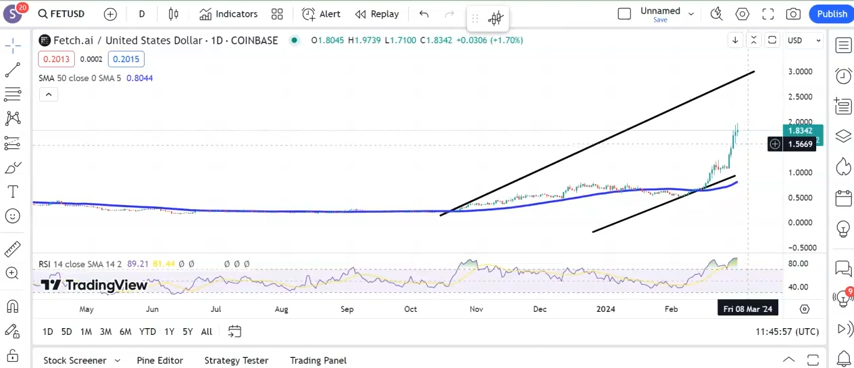 S 20 FETUSD D Indicators Alert Replay Unnamed Save Publish
Fetch.ai / United States Dollar · 1D · COINBASE O1.8045 H1.9739 L1.7100 C1.8342 +0.0306 (+1.70%) USD
0.2013 0.0002 0.2015
SMA 50 close 0 SMA 5 0.8044
3.0000
2.5000
2.0000
1.8342
1.5669
1.0000
0.5000
0.0000
−0.5000
RSI 14 close SMA 14 2 89.21 81.44 Ø Ø Ø Ø Ø
80.00
40.00
TradingView
May Jun Jul Aug Sep Oct Nov Dec 2024 Feb Fri 08 Mar '24
1D 5D 1M 3M 6M YTD 1Y 5Y All 11:45:57 (UTC)
Stock Screener Pine Editor Strategy Tester Trading Panel
9